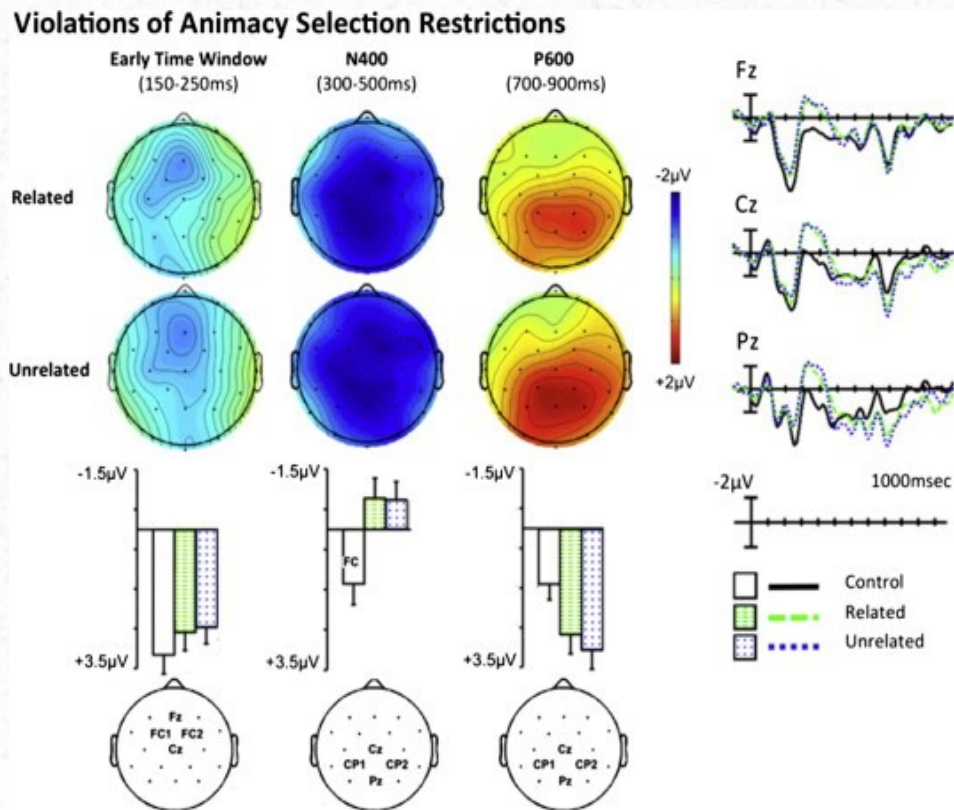 Violations of Animacy Selection Restrictions
Early Time Window N400 P600
(150-250ms) (300-500ms) (700-900ms)
Fz
Related
-2µV
Cz
Unrelated
+2µV
Pz
-1.5µV -1.5µV -1.5µV
-2µV 1000msec
FC
Control
Related
Unrelated
+3.5µV +3.5µV +3.5µV
Fz
FC1 FC2
Cz
Cz
CP1 CP2
Pz
Cz
CP1 CP2
Pz